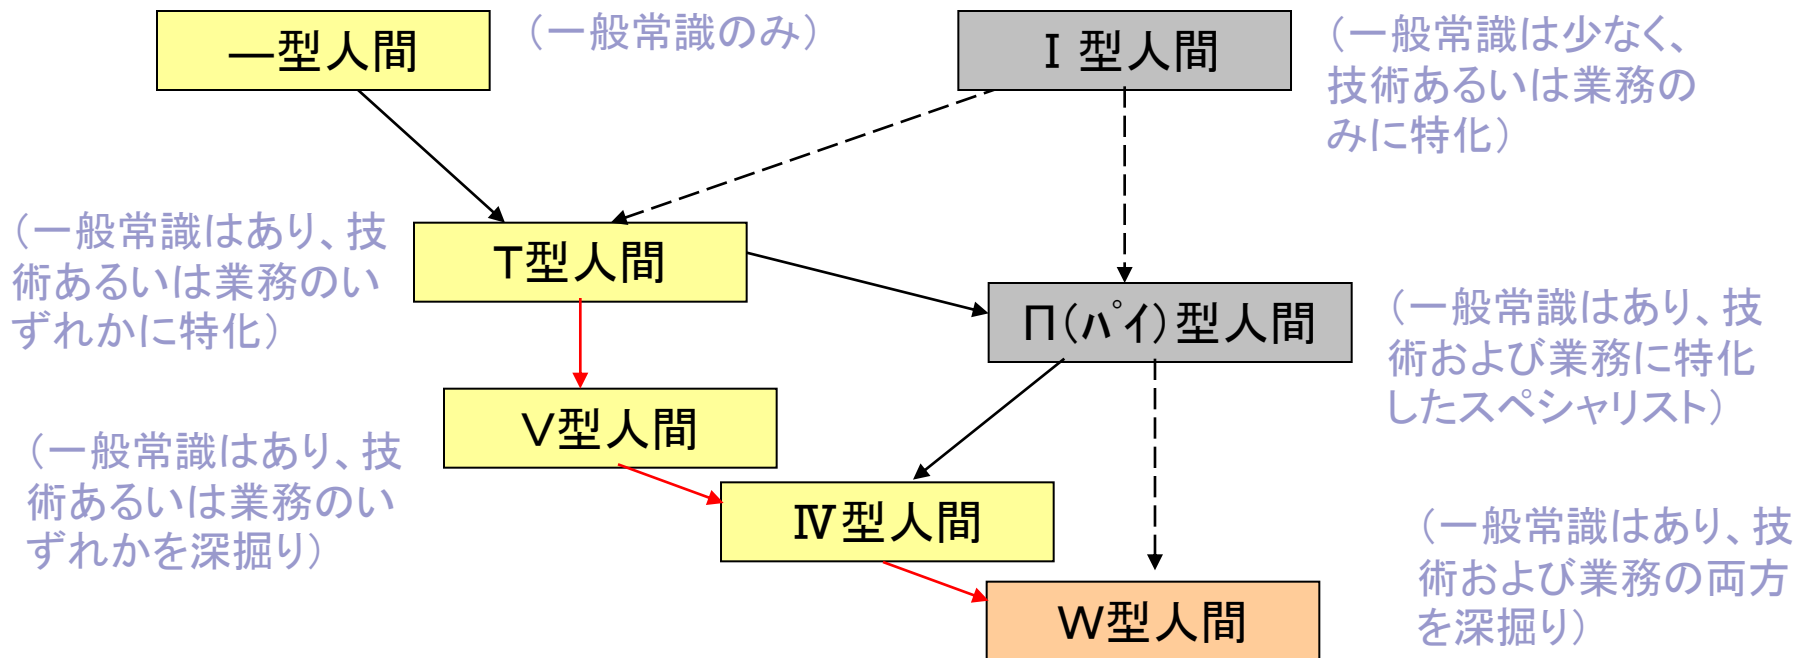 ―型人間
（一般常識のみ）
Ⅰ型人間
（一般常識は少なく、
技術あるいは業務の
みに特化）
（一般常識はあり、技
術あるいは業務のい
ずれかに特化）
T型人間
Π（パイ）型人間
（一般常識はあり、技
術および業務に特化
したスペシャリスト）
V型人間
（一般常識はあり、技
術あるいは業務のい
ずれかを深掘り）
Ⅳ型人間
（一般常識はあり、技
術および業務の両方
を深掘り）
W型人間